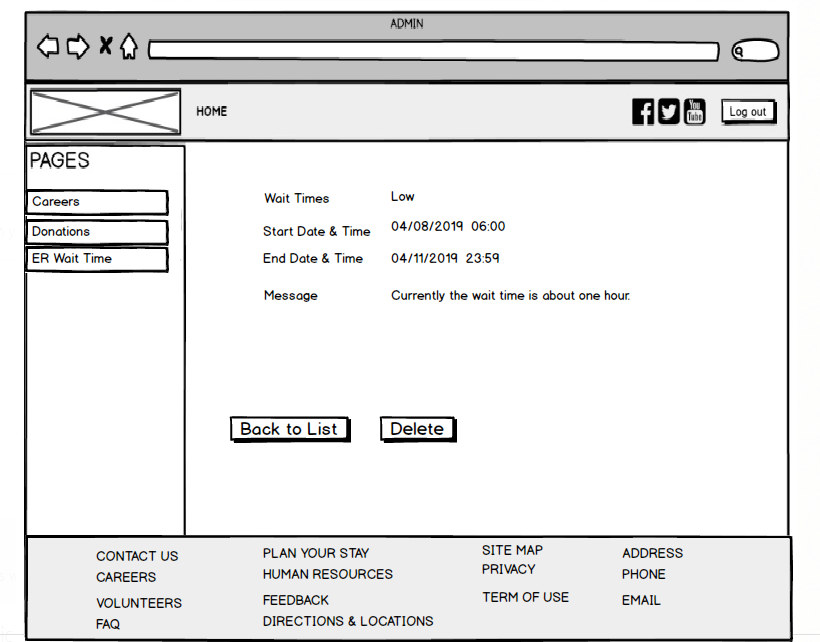 ADMIN
HOME
You
Tube
Log out
PAGES
Careers
Donations
ER Wait Time
Wait Times Low
Start Date & Time 04/08/2019 06:00
End Date & Time 04/11/2019 23:59
Message Currently the wait time is about one hour.
Back to List Delete
CONTACT US PLAN YOUR STAY SITE MAP ADDRESS
CAREERS HUMAN RESOURCES PRIVACY PHONE
VOLUNTEERS FEEDBACK TERM OF USE EMAIL
FAQ DIRECTIONS & LOCATIONS